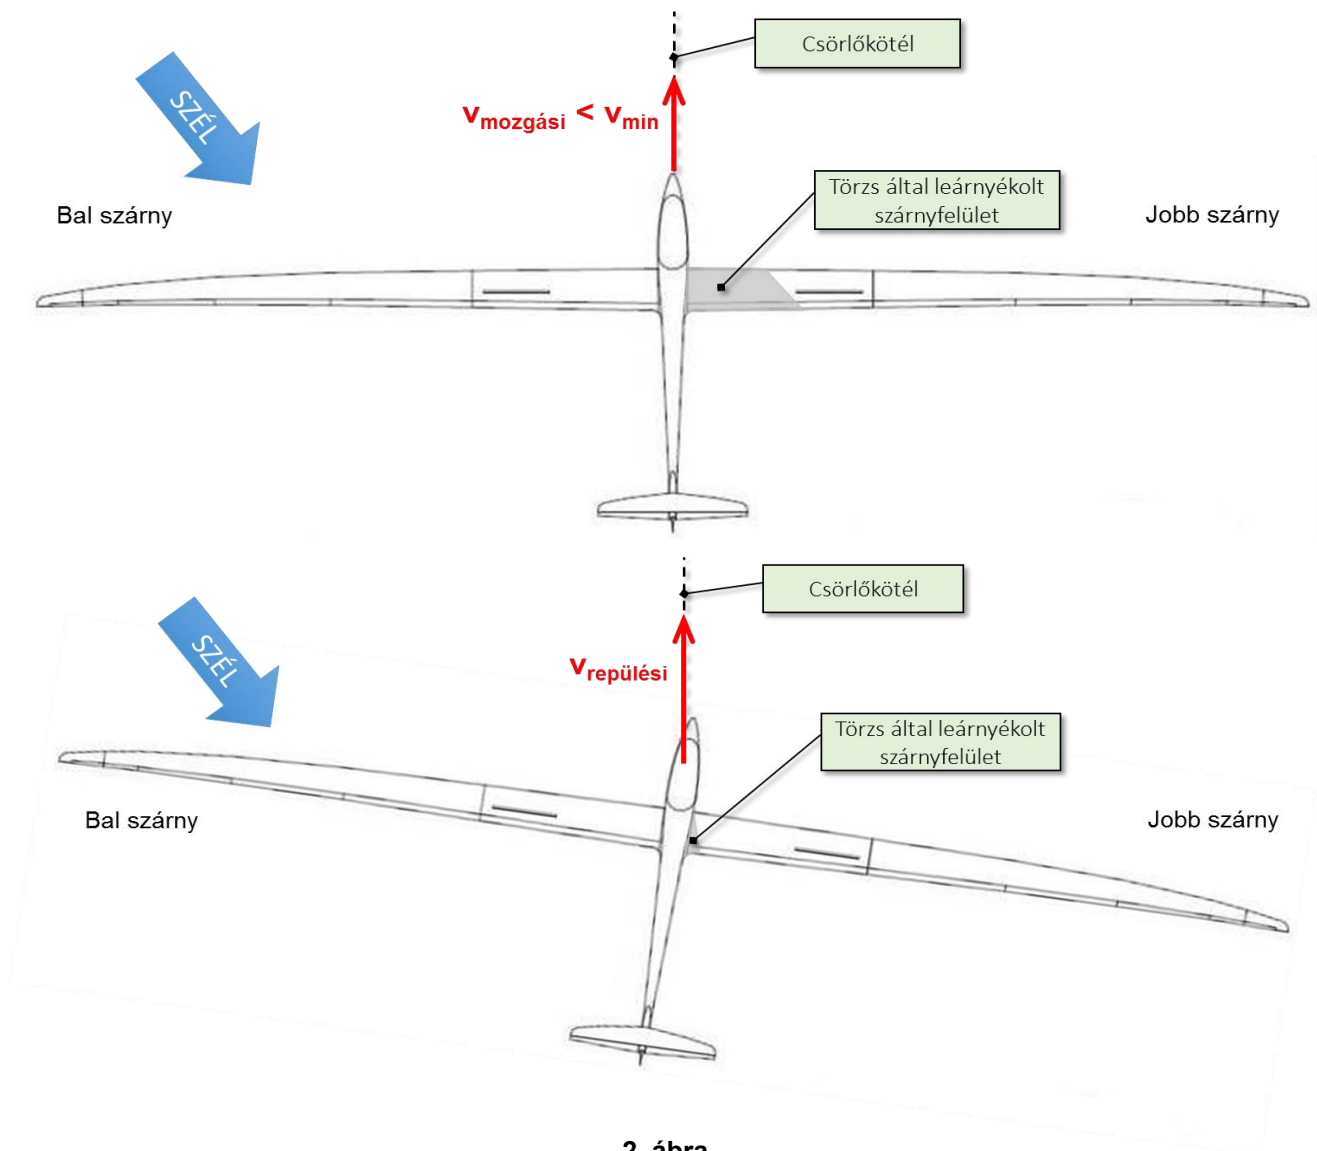 Csörlőkötél
SZÉL
vmozgási < vmin
Törzs által leárnyékolt
szárnyfelület
Bal szárny
Jobb szárny
Csörlőkötél
SZÉL
vrepülési
Törzs által leárnyékolt
szárnyfelület
Bal szárny
Jobb szárny
2. ábra